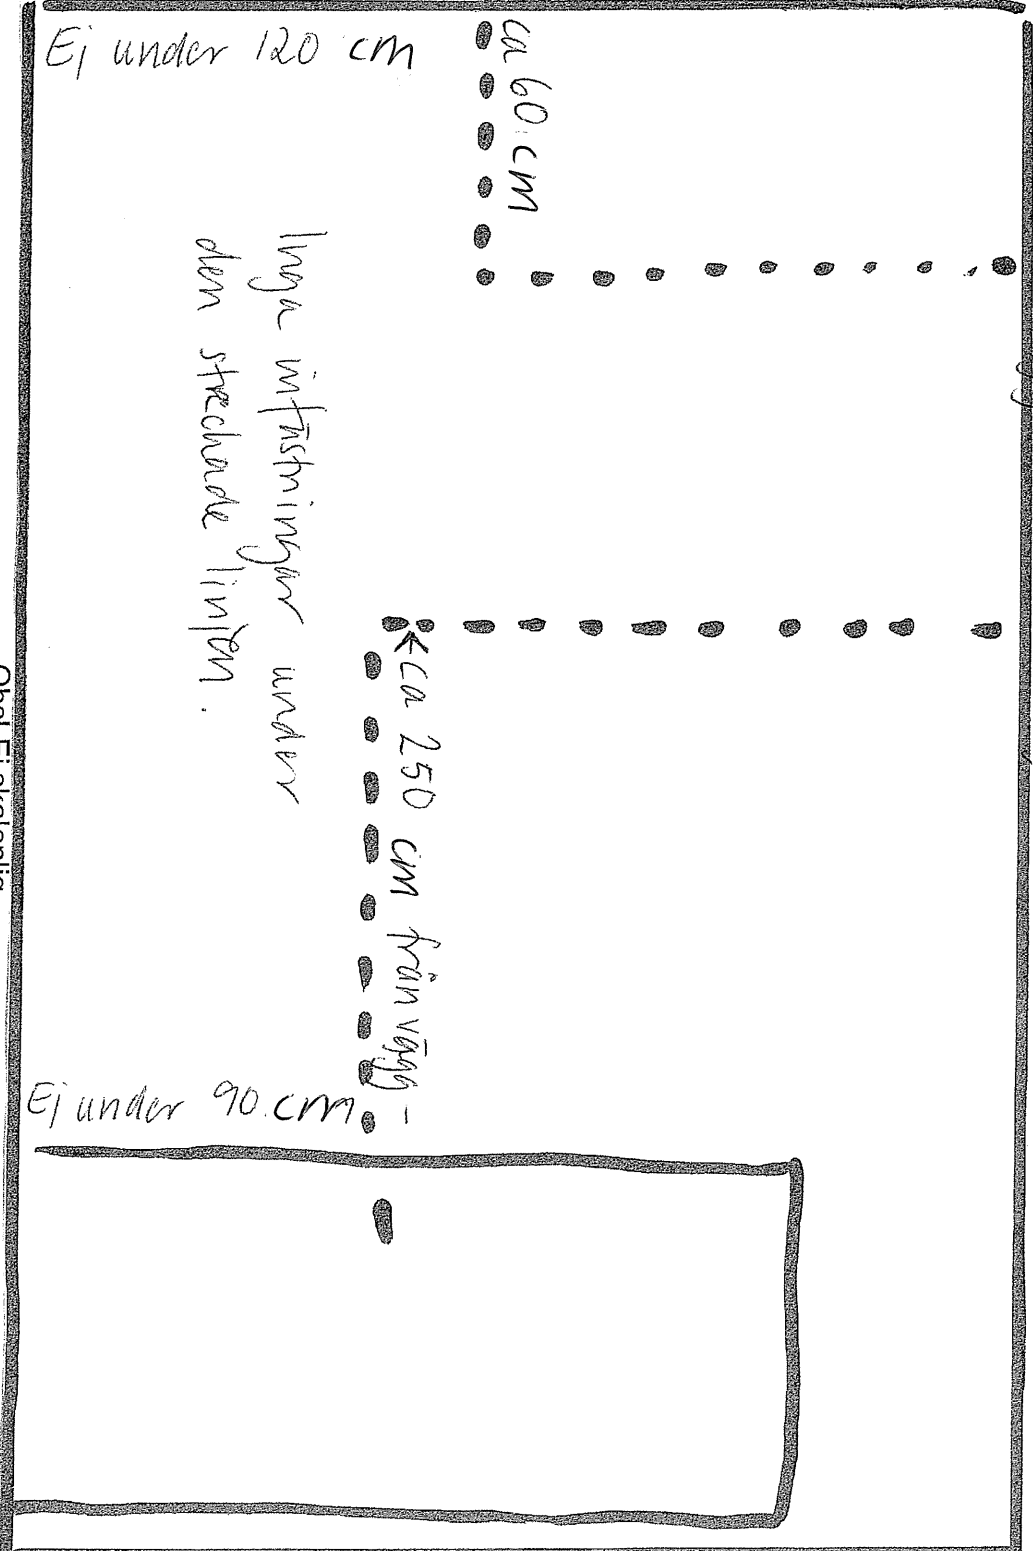 Ej under 120 cm
ca 60 cm
Inga infästningar under
den streckade linjen.
ca 250 cm från vägg -
Ej under 90 cm
Obs! Ej skalenlig